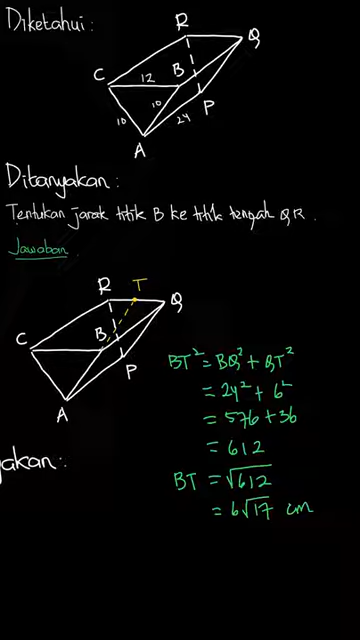 Diketahui:
R
Q
C
12
B
10
10
24
P
A
Ditanyakan:
Tentukan jarak titik B ke titik tengah QR.
Jawaban
R
T
Q
C
B
P
A
BT² = BQ² + QT²
= 24² + 6²
= 576 + 36
= 612
BT = √612
= 6√17 cm
yakan: